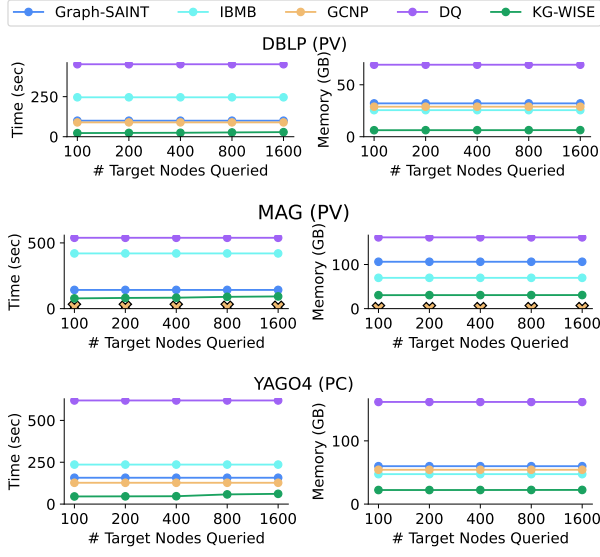 Graph-SAINT IBMB GCNP DQ KG-WISE
DBLP (PV)
Time (sec)
250
0
100 200 400 800 1600
# Target Nodes Queried
Memory (GB)
50
0
100 200 400 800 1600
# Target Nodes Queried
MAG (PV)
Time (sec)
500
0
100 200 400 800 1600
# Target Nodes Queried
Memory (GB)
100
0
100 200 400 800 1600
# Target Nodes Queried
YAGO4 (PC)
Time (sec)
500
250
0
100 200 400 800 1600
# Target Nodes Queried
Memory (GB)
100
0
100 200 400 800 1600
# Target Nodes Queried